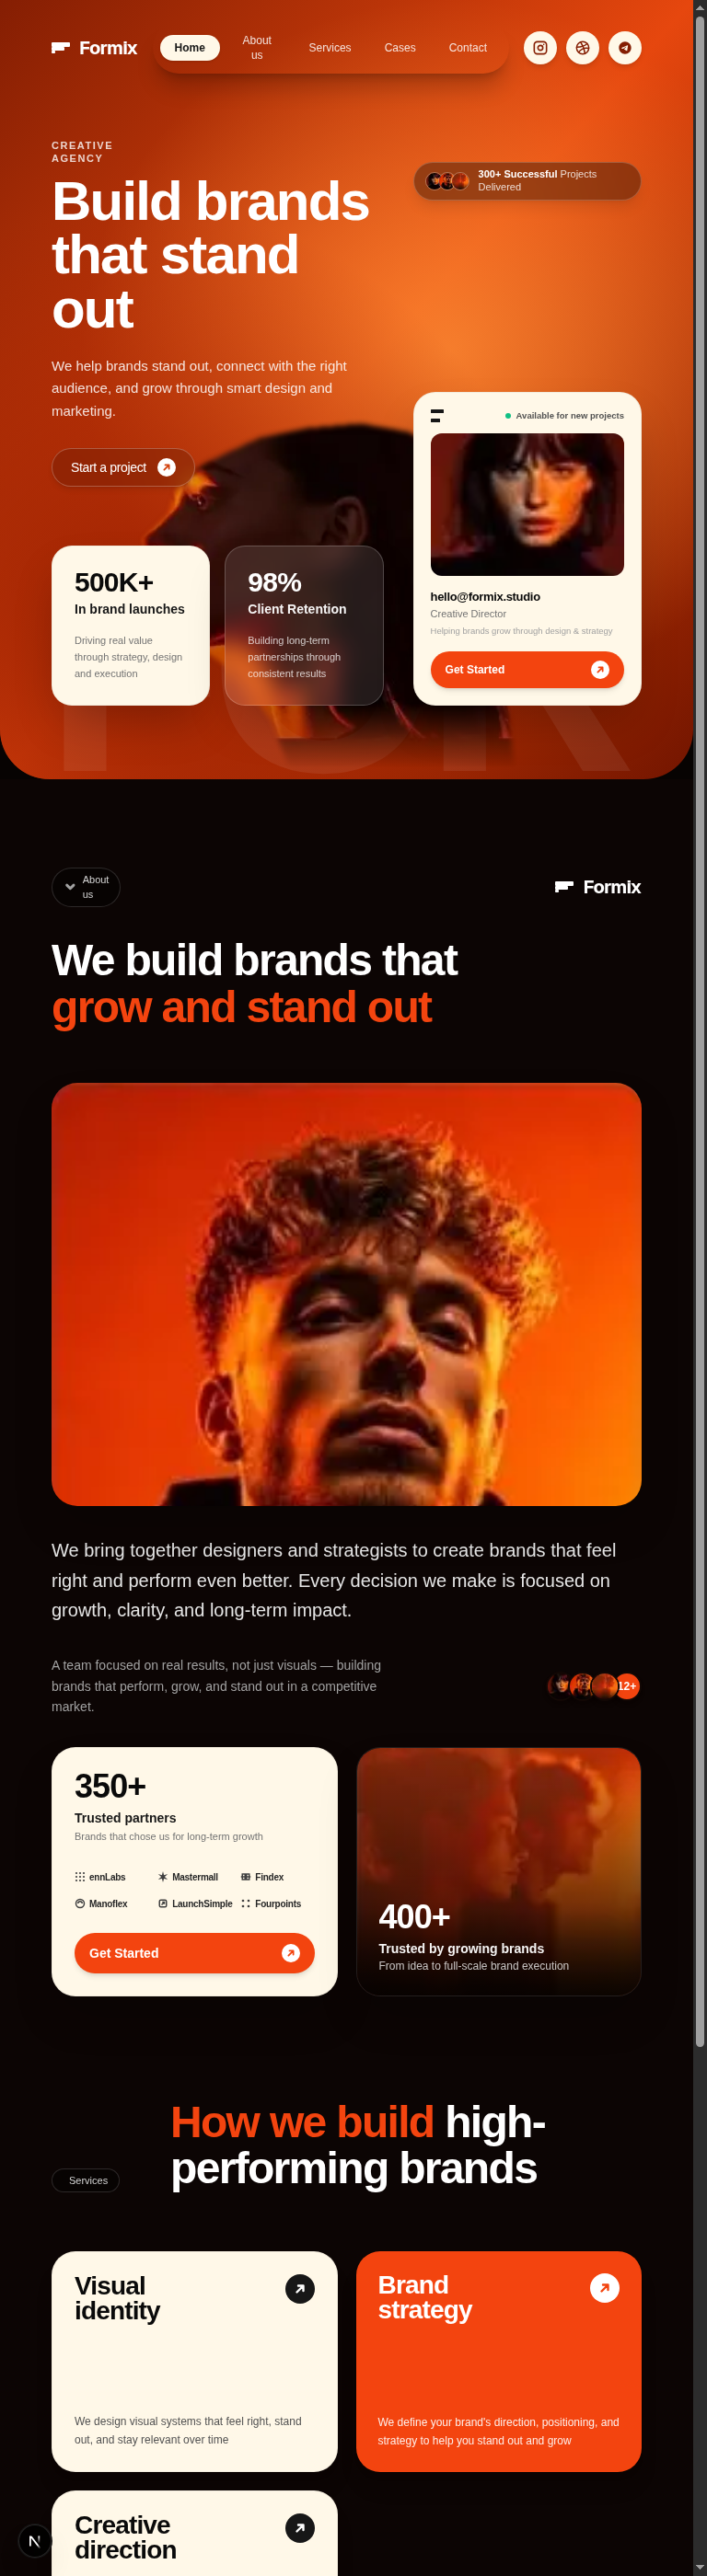 Formix
Home
About
us
Services
Cases
Contact
CREATIVE
AGENCY
Build brands
that stand
out
300+ Successful Projects
Delivered
We help brands stand out, connect with the right
audience, and grow through smart design and
marketing.
Start a project
Available for new projects
hello@formix.studio
Creative Director
Helping brands grow through design & strategy
Get Started
500K+
In brand launches
Driving real value
through strategy, design
and execution
98%
Client Retention
Building long-term
partnerships through
consistent results
About
us
Formix
We build brands that
grow and stand out
We bring together designers and strategists to create brands that feel
right and perform even better. Every decision we make is focused on
growth, clarity, and long-term impact.
A team focused on real results, not just visuals — building
brands that perform, grow, and stand out in a competitive
market.
12+
350+
Trusted partners
Brands that chose us for long-term growth
ennLabs
Mastermall
Findex
Manoflex
LaunchSimple
Fourpoints
Get Started
400+
Trusted by growing brands
From idea to full-scale brand execution
Services
How we build high-
performing brands
Visual
identity
We design visual systems that feel right, stand
out, and stay relevant over time
Brand
strategy
We define your brand's direction, positioning, and
strategy to help you stand out and grow
Creative
direction
N